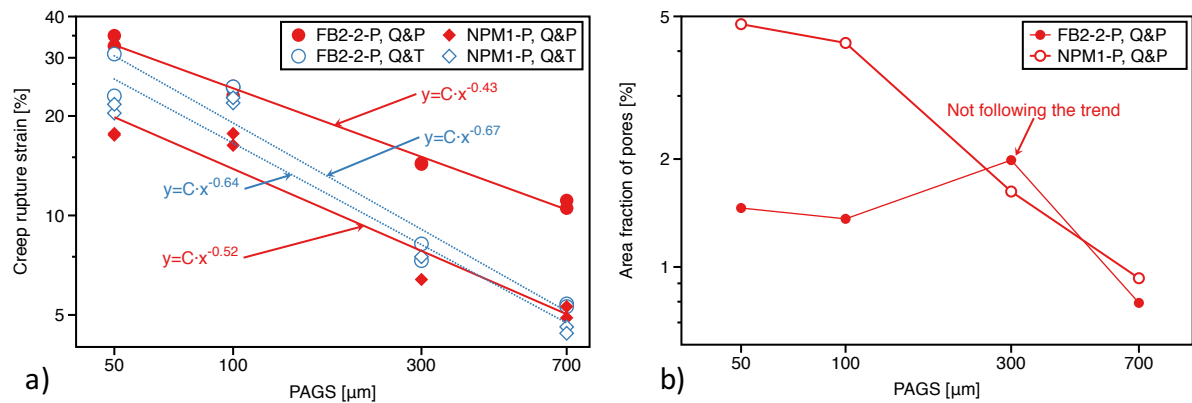 40
30
20
10
5
Creep rupture strain [%]
FB2-2-P, Q&P
FB2-2-P, Q&T
NPM1-P, Q&P
NPM1-P, Q&T
y=C·x-0.43
y=C·x-0.67
y=C·x-0.64
y=C·x-0.52
50 100 300 700
PAGS [µm]
a)
5
2
1
Area fraction of pores [%]
FB2-2-P, Q&P
NPM1-P, Q&P
Not following the trend
50 100 300 700
PAGS [µm]
b)